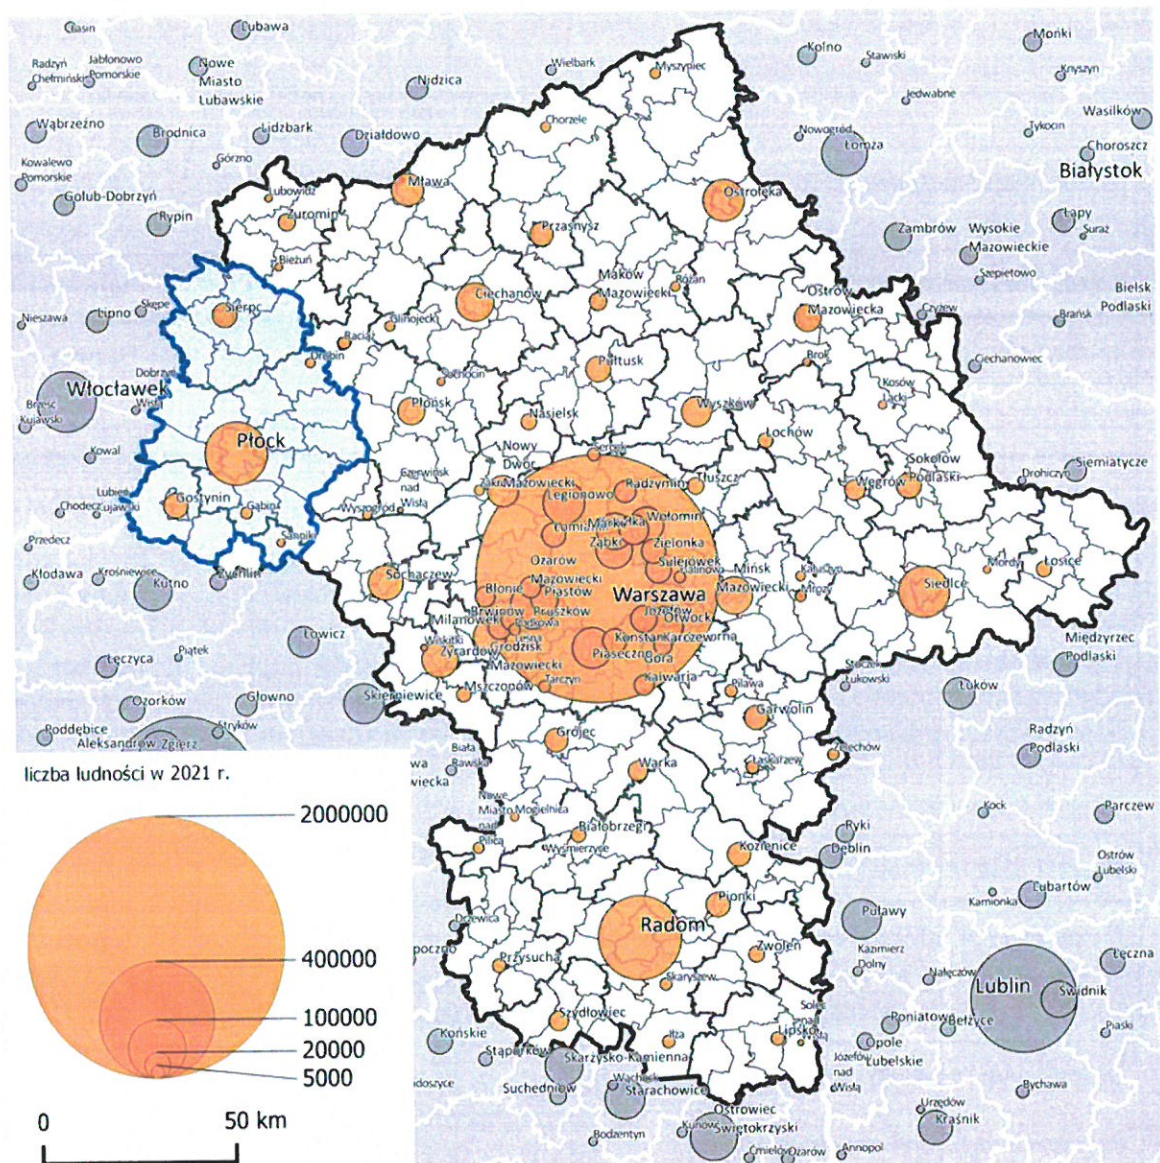 Jasin
Lubawa
Kolno
Mońki
Radzyń
Chełmiński
Jabłonowo
Pomorskie
Nowe
Miasto
Lubawskie
Nidzica
Wielbark
Myszyniec
Stawiski
Knyszyn
Jedwabne
Wasilków
Wąbrzeźno
Brodnica
Lidzbark
Działdowo
Chorzele
Nowogród
Łomża
Tykocin
Choroszcz
Kowalewo
Pomorskie
Górzno
Białystok
Golub-Dobrzyń
Lubowidz
Mława
Ostrołęka
Rypin
Żuromin
Przasnysz
Zambrów
Wysokie
Mazowieckie
Łapy
Suraż
Bieżuń
Szepietowo
Maków
Mazowiecki
Różan
Bielsk
Podlaski
Skępe
Sierpc
Ciechanów
Ostrów
Mazowiecka
Czyżew
Brańsk
Nieszawa
Lipno
Glinojeck
Raciąż
Drobin
Pułtusk
Brok
Ciechanowiec
Dobrzyń
Wisłą
Włocławek
Sochocin
Kosów
Lacki
Brześć
Kujawski
Płońsk
Nasielsk
Wyszków
Płock
Łochów
Kowal
Nowy
Dwór
Mazowiecki
Serock
Sokołów
Podlaski
Siemiatycze
Drohiczyn
Czerwińsk
nad
Wisłą
Zakr
Legionowo
Radzymin
Tłuszcz
Węgrów
Lubień
Kujawski
Gostynin
Gąbin
Chodecz
Wyszogród
Łomianki
Marki
Wołomin
Przedecz
Sanniki
Ząbki
Zielonka
Ożarów
Mazowiecki
Sulejówek
Halinów
Kałuszyn
Mordy
Łosice
Kłodawa
Krośniewice
Kutno
Żychlin
Sochaczew
Błonie
Piastów
Warszawa
Mińsk
Mazowiecki
Mrozy
Siedlce
Brwinów
Pruszków
Józefów
Milanówek
Podkowa
Leśna
Otwock
Łowicz
Wiskitki
Żyrardów
Grodzisk
Mazowiecki
Konstancin
Karczew
Piaseczno
Góra
Kalwaria
Międzyrzec
Podlaski
Łęczyca
Piątek
Mszczonów
Tarczyn
Pilawa
Stoczek
Łukowski
Łuków
Ozorków
Głowno
Skierniewice
Garwolin
Poddębice
Stryków
Aleksandrów
Zgierz
Grójec
Żelechów
Radzyń
Podlaski
Biała
Rawska
Warka
Łaskarzew
liczba ludności w 2021 r.
Nowe
Miasto
nad
Pilicą
Mogielnica
Kock
Parczew
2000000
Białobrzegi
Wyśmierzyce
Kozienice
Ryki
Dęblin
Ostrów
Lubelski
Kamionka
Lubartów
Drzewica
Radom
Pionki
Puławy
400000
Zwoleń
Kazimierz
Dolny
Łęczna
Przysucha
Skaryszew
Nałęczów
Lublin
Świdnik
100000
Solec
nad
Wisłą
20000
Szydłowiec
Iłża
Lipsko
Poniatowa
Bełżyce
Piaski
Końskie
Stąporków
Skarżysko-Kamienna
Opole
Lubelskie
5000
Józefów
nad
Wisłą
Suchedniów
Wąchock
Starachowice
Bychawa
0
50 km
Ostrowiec
Świętokrzyski
Urzędów
Kraśnik
Kunów
Bodzentyn
Ćmielów
Ożarów
Annopol